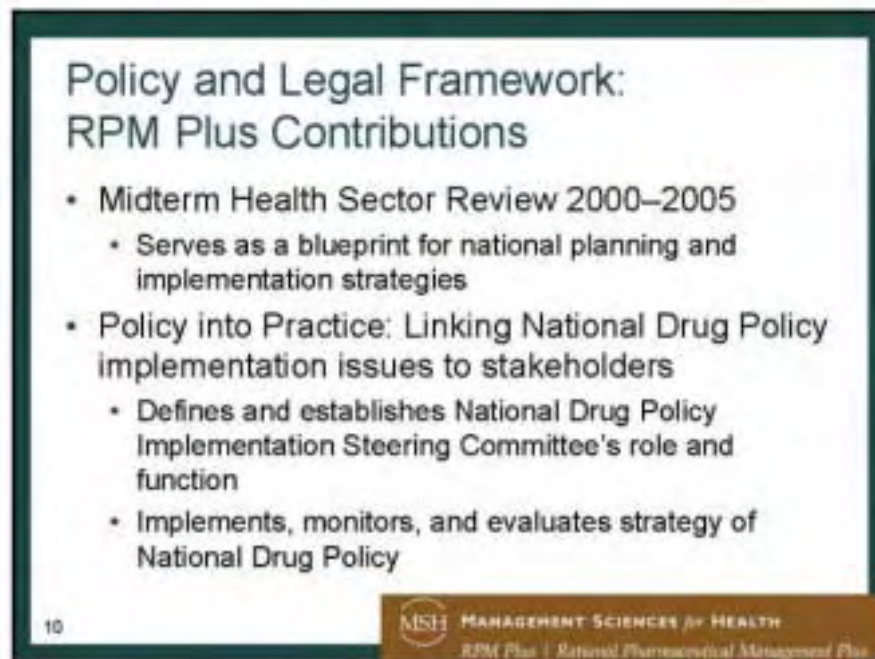 Policy and Legal Framework:
RPM Plus Contributions
• Midterm Health Sector Review 2000–2005
• Serves as a blueprint for national planning and
implementation strategies
• Policy into Practice: Linking National Drug Policy
implementation issues to stakeholders
• Defines and establishes National Drug Policy
Implementation Steering Committee's role and
function
• Implements, monitors, and evaluates strategy of
National Drug Policy
10
MSH MANAGEMENT SCIENCES for HEALTH
RPM Plus | Rational Pharmaceutical Management Plus